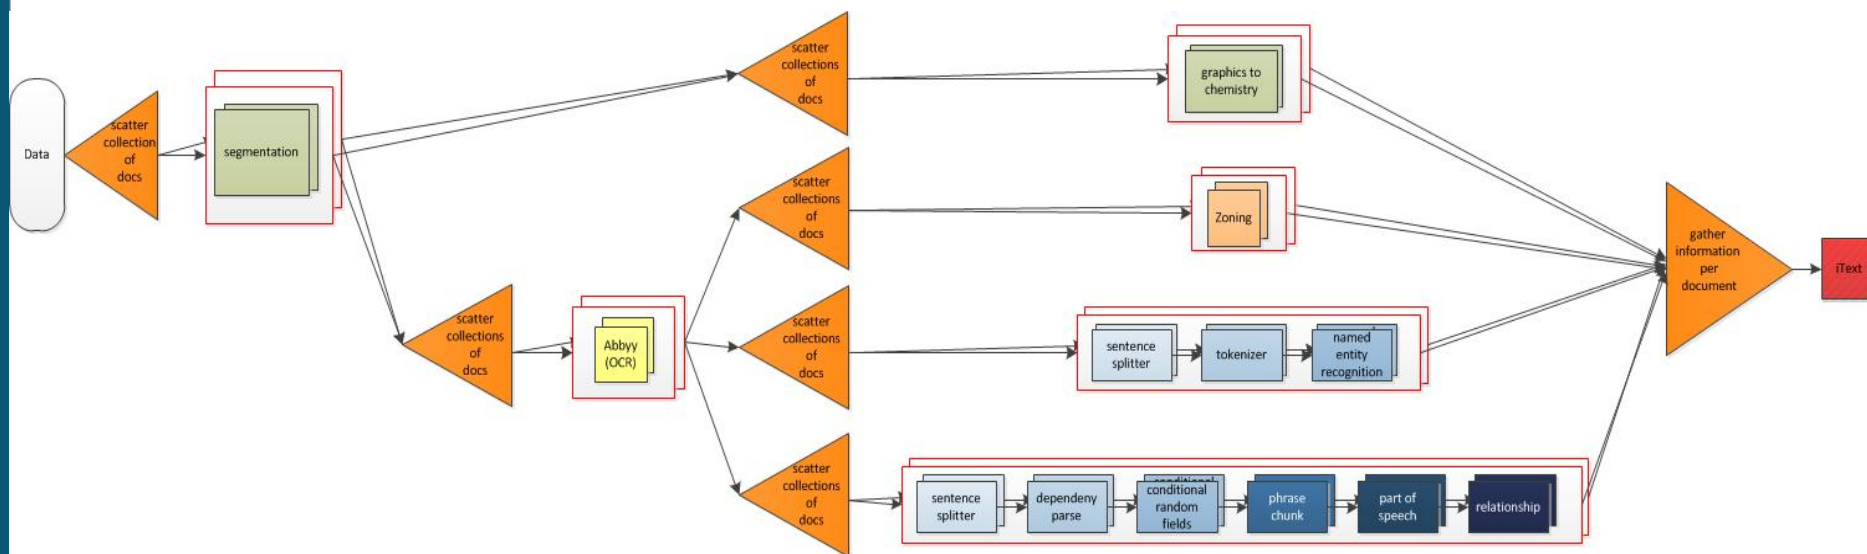 Data
scatter
collection
of
docs
segmentation
scatter
collections
of
docs
graphics to
chemistry
scatter
collections
of
docs
Zoning
scatter
collections
of
docs
Abbyy
(OCR)
scatter
collections
of
docs
sentence
splitter
tokenizer
named
entity
recognition
scatter
collections
of
docs
sentence
splitter
dependeny
parse
conditional
conditional
random
fields
phrase
chunk
part of
speech
relationship
gather
information
per
document
iText